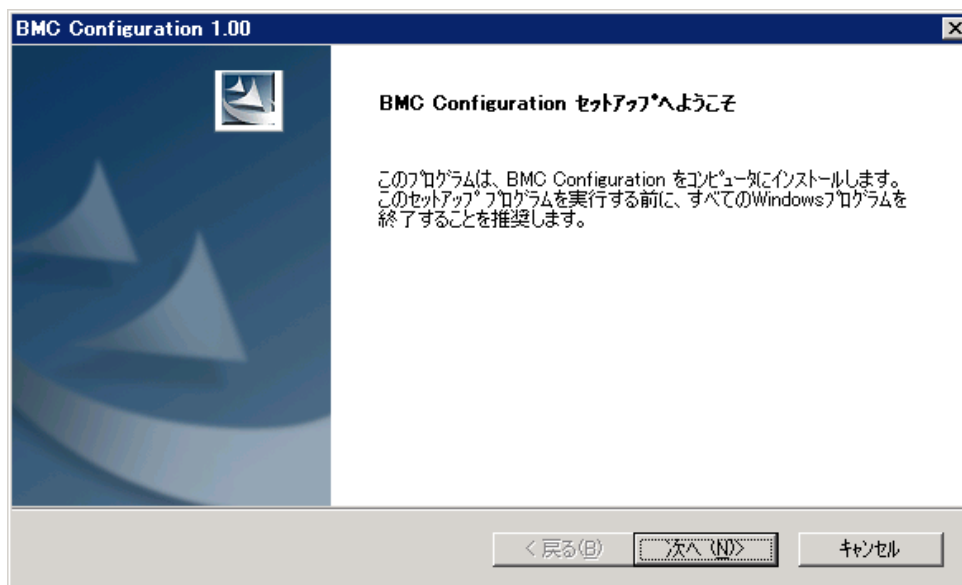 BMC Configuration 1.00
BMC Configuration ｾｯﾄｱｯﾌﾟへようこそ
このﾌﾟﾛｸﾞﾗﾑは、BMC Configuration をｺﾝﾋﾟｭｰﾀにインストールします。
このｾｯﾄｱｯﾌﾟ ﾌﾟﾛｸﾞﾗﾑを実行する前に、すべてのWindowsﾌﾟﾛｸﾞﾗﾑを
終了することを推奨します。
< 戻る(B)
次へ (N)>
ｷｬﾝｾﾙ